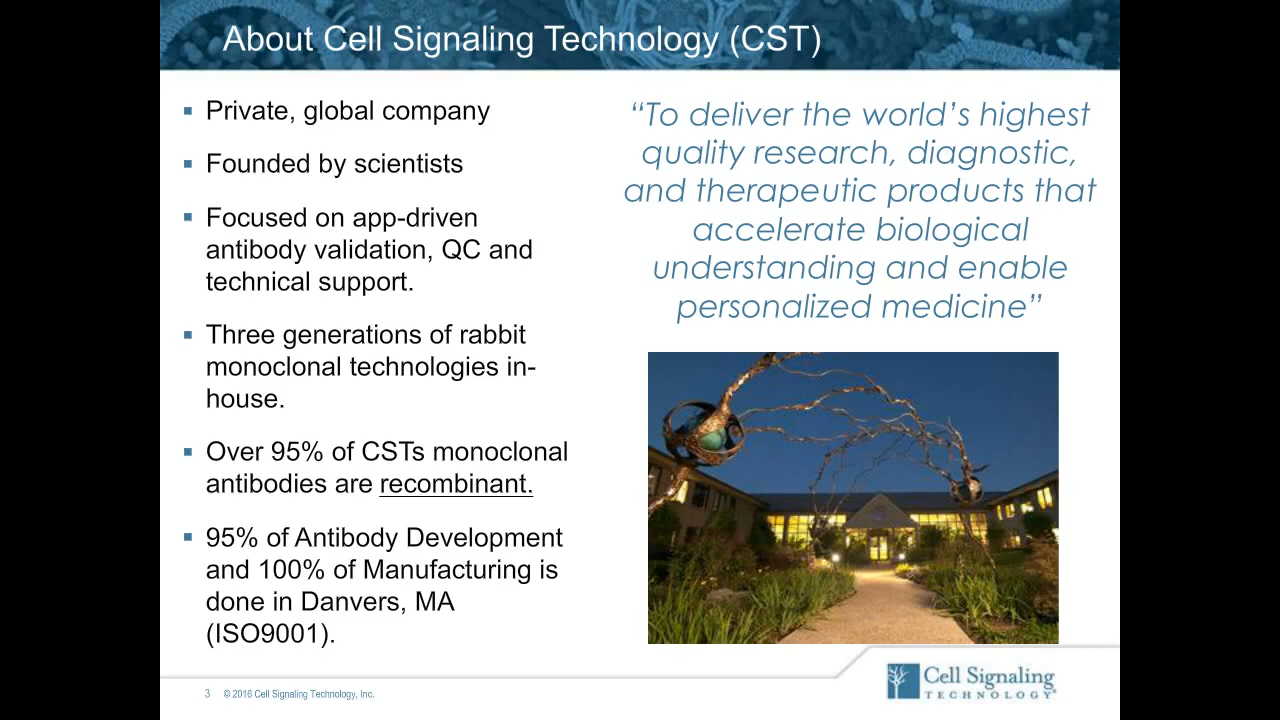 About Cell Signaling Technology (CST)
▪ Private, global company
▪ Founded by scientists
▪ Focused on app-driven
antibody validation, QC and
technical support.
▪ Three generations of rabbit
monoclonal technologies in-
house.
▪ Over 95% of CSTs monoclonal
antibodies are recombinant.
▪ 95% of Antibody Development
and 100% of Manufacturing is
done in Danvers, MA
(ISO9001).
“To deliver the world’s highest
quality research, diagnostic,
and therapeutic products that
accelerate biological
understanding and enable
personalized medicine”
3 © 2016 Cell Signaling Technology, Inc.
Cell Signaling
TECHNOLOGY®